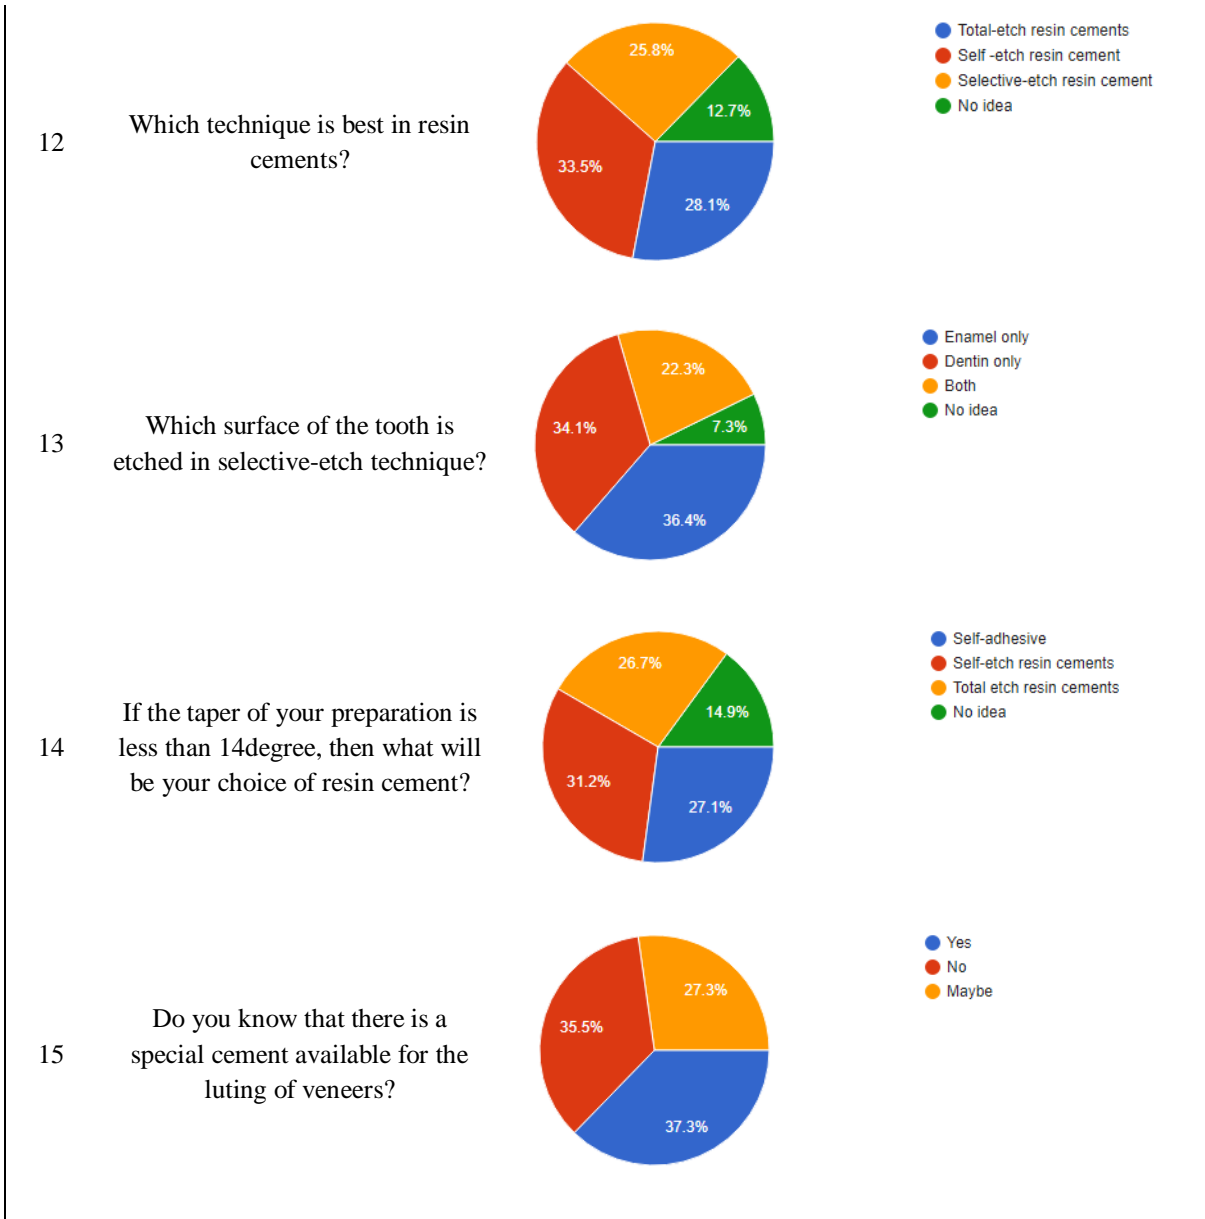 12
Which technique is best in resin
cements?
25.8%
12.7%
33.5%
28.1%
Total-etch resin cements
Self -etch resin cement
Selective-etch resin cement
No idea
13
Which surface of the tooth is
etched in selective-etch technique?
22.3%
7.3%
34.1%
36.4%
Enamel only
Dentin only
Both
No idea
14
If the taper of your preparation is
less than 14degree, then what will
be your choice of resin cement?
26.7%
14.9%
31.2%
27.1%
Self-adhesive
Self-etch resin cements
Total etch resin cements
No idea
15
Do you know that there is a
special cement available for the
luting of veneers?
27.3%
35.5%
37.3%
Yes
No
Maybe